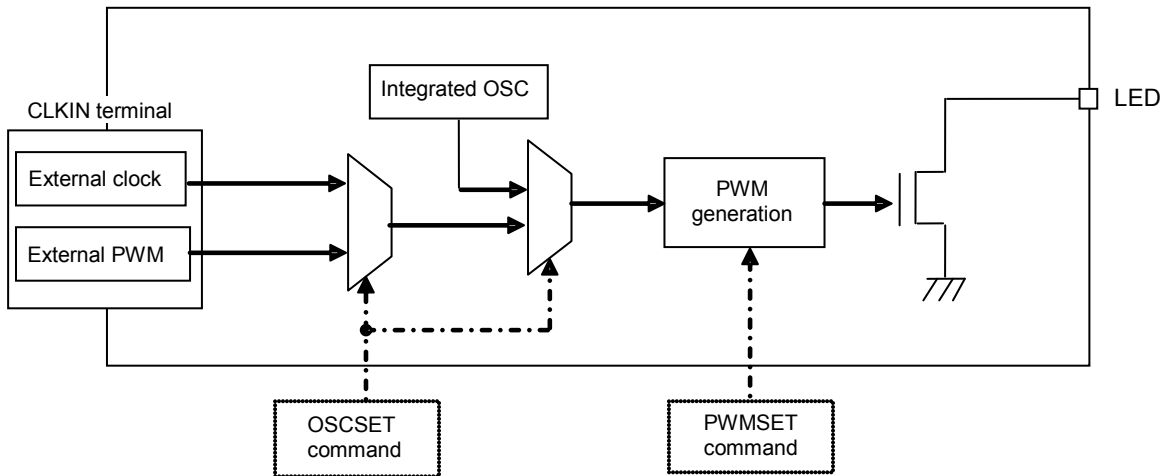 Integrated OSC
LED
CLKIN terminal
External clock
PWM
generation
External PWM
OSCSET
command
PWMSET
command